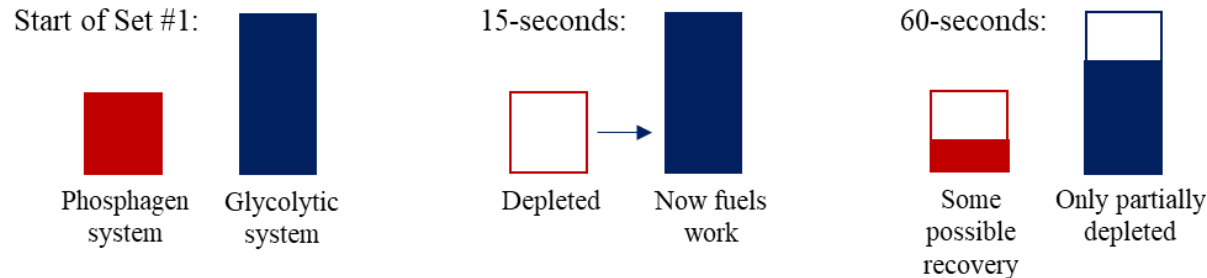 Start of Set #1:
Phosphagen
system
Glycolytic
system
15-seconds:
Depleted
Now fuels
work
60-seconds:
Some
possible
recovery
Only partially
depleted